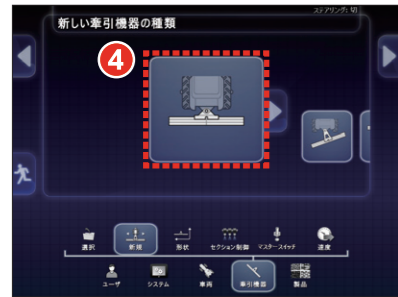 ステアリング: 切
新しい牽引機器の種類
4
選択
新規
形状
セクション制御
マスタースイッチ
速度
ユーザ
システム
車両
牽引機器
製品